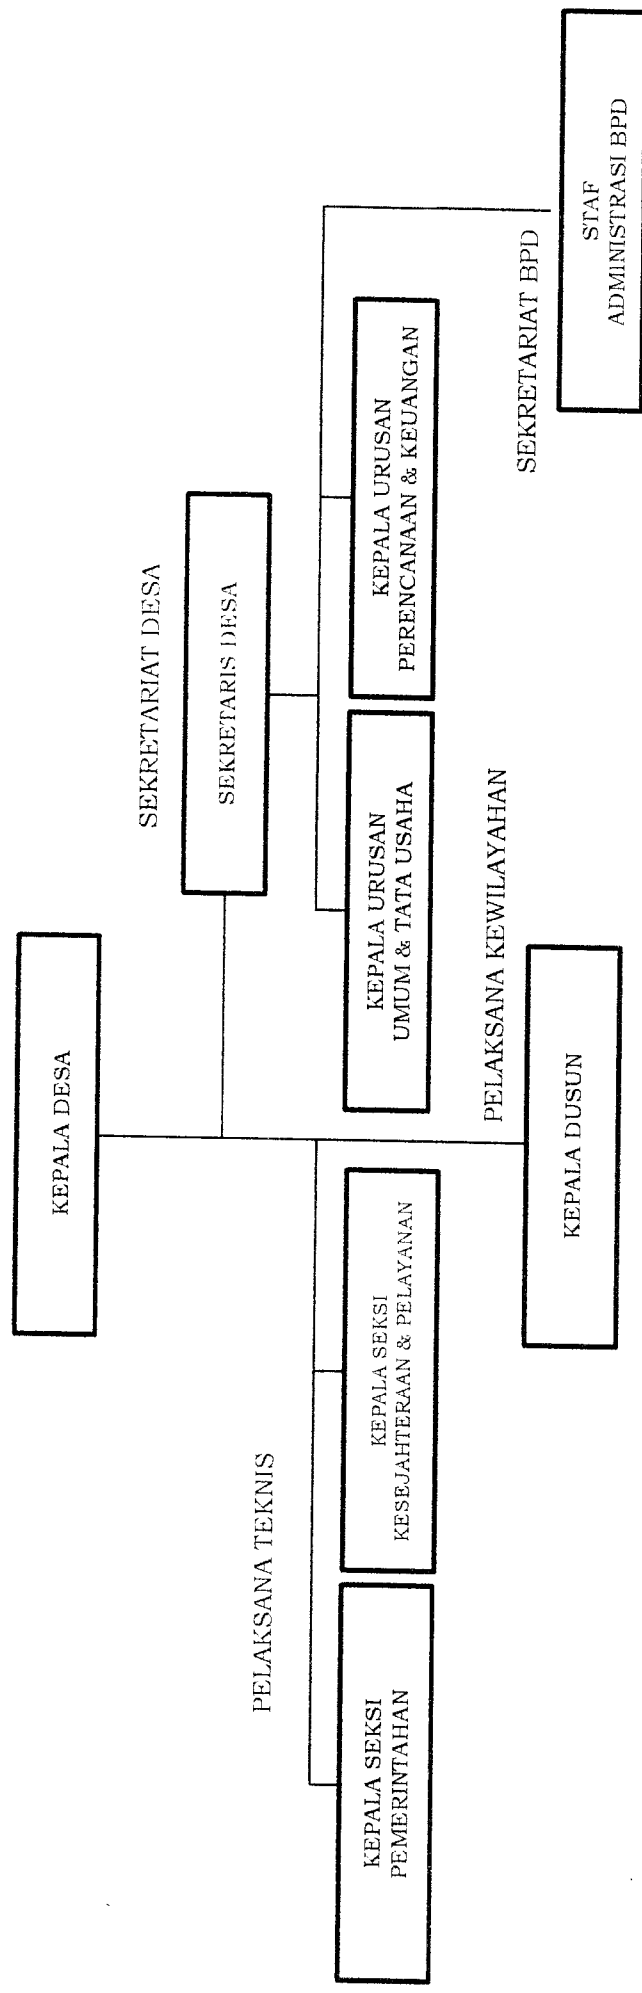 KEPALA DESA
SEKRETARIAT DESA
SEKRETARIS DESA
PELAKSANA TEKNIS
KEPALA SEKSI
PEMERINTAHAN
KEPALA SEKSI
KESEJAHTERAAN & PELAYANAN
KEPALA URUSAN
UMUM & TATA USAHA
KEPALA URUSAN
PERENCANAAN & KEUANGAN
PELAKSANA KEWILAYAHAN
KEPALA DUSUN
SEKRETARIAT BPD
STAF
ADMINISTRASI BPD